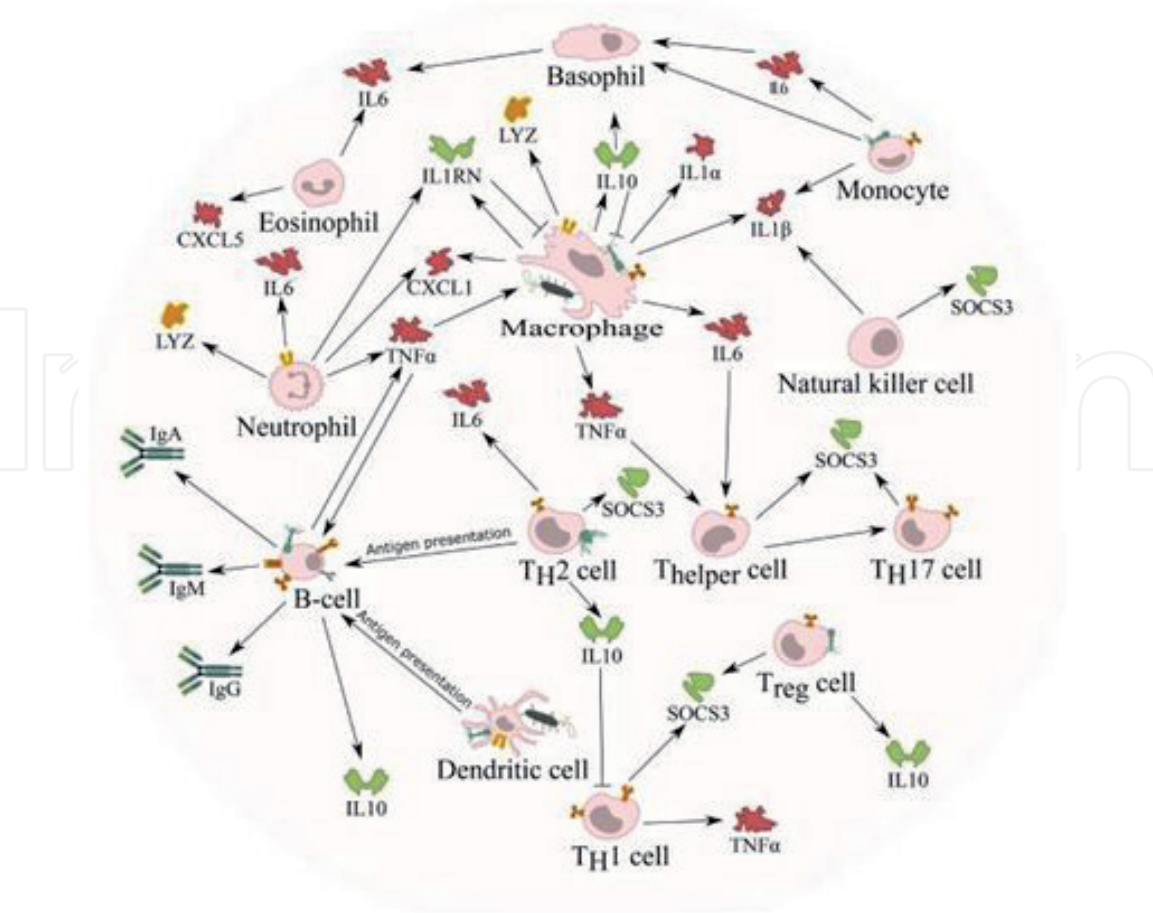 Basophil
IL6
IL6
LYZ
IL1RN
IL10
IL1α
Monocyte
Eosinophil
CXCL5
IL1β
IL6
CXCL1
SOCS3
LYZ
Macrophage
TNFα
IL6
Natural killer cell
Neutrophil
IL6
TNFα
IgA
SOCS3
SOCS3
Antigen presentation
TH2 cell
Thelper cell
TH17 cell
IgM
B-cell
Antigen presentation
IL10
IgG
Treg cell
SOCS3
Dendritic cell
IL10
IL10
TH1 cell
TNFα